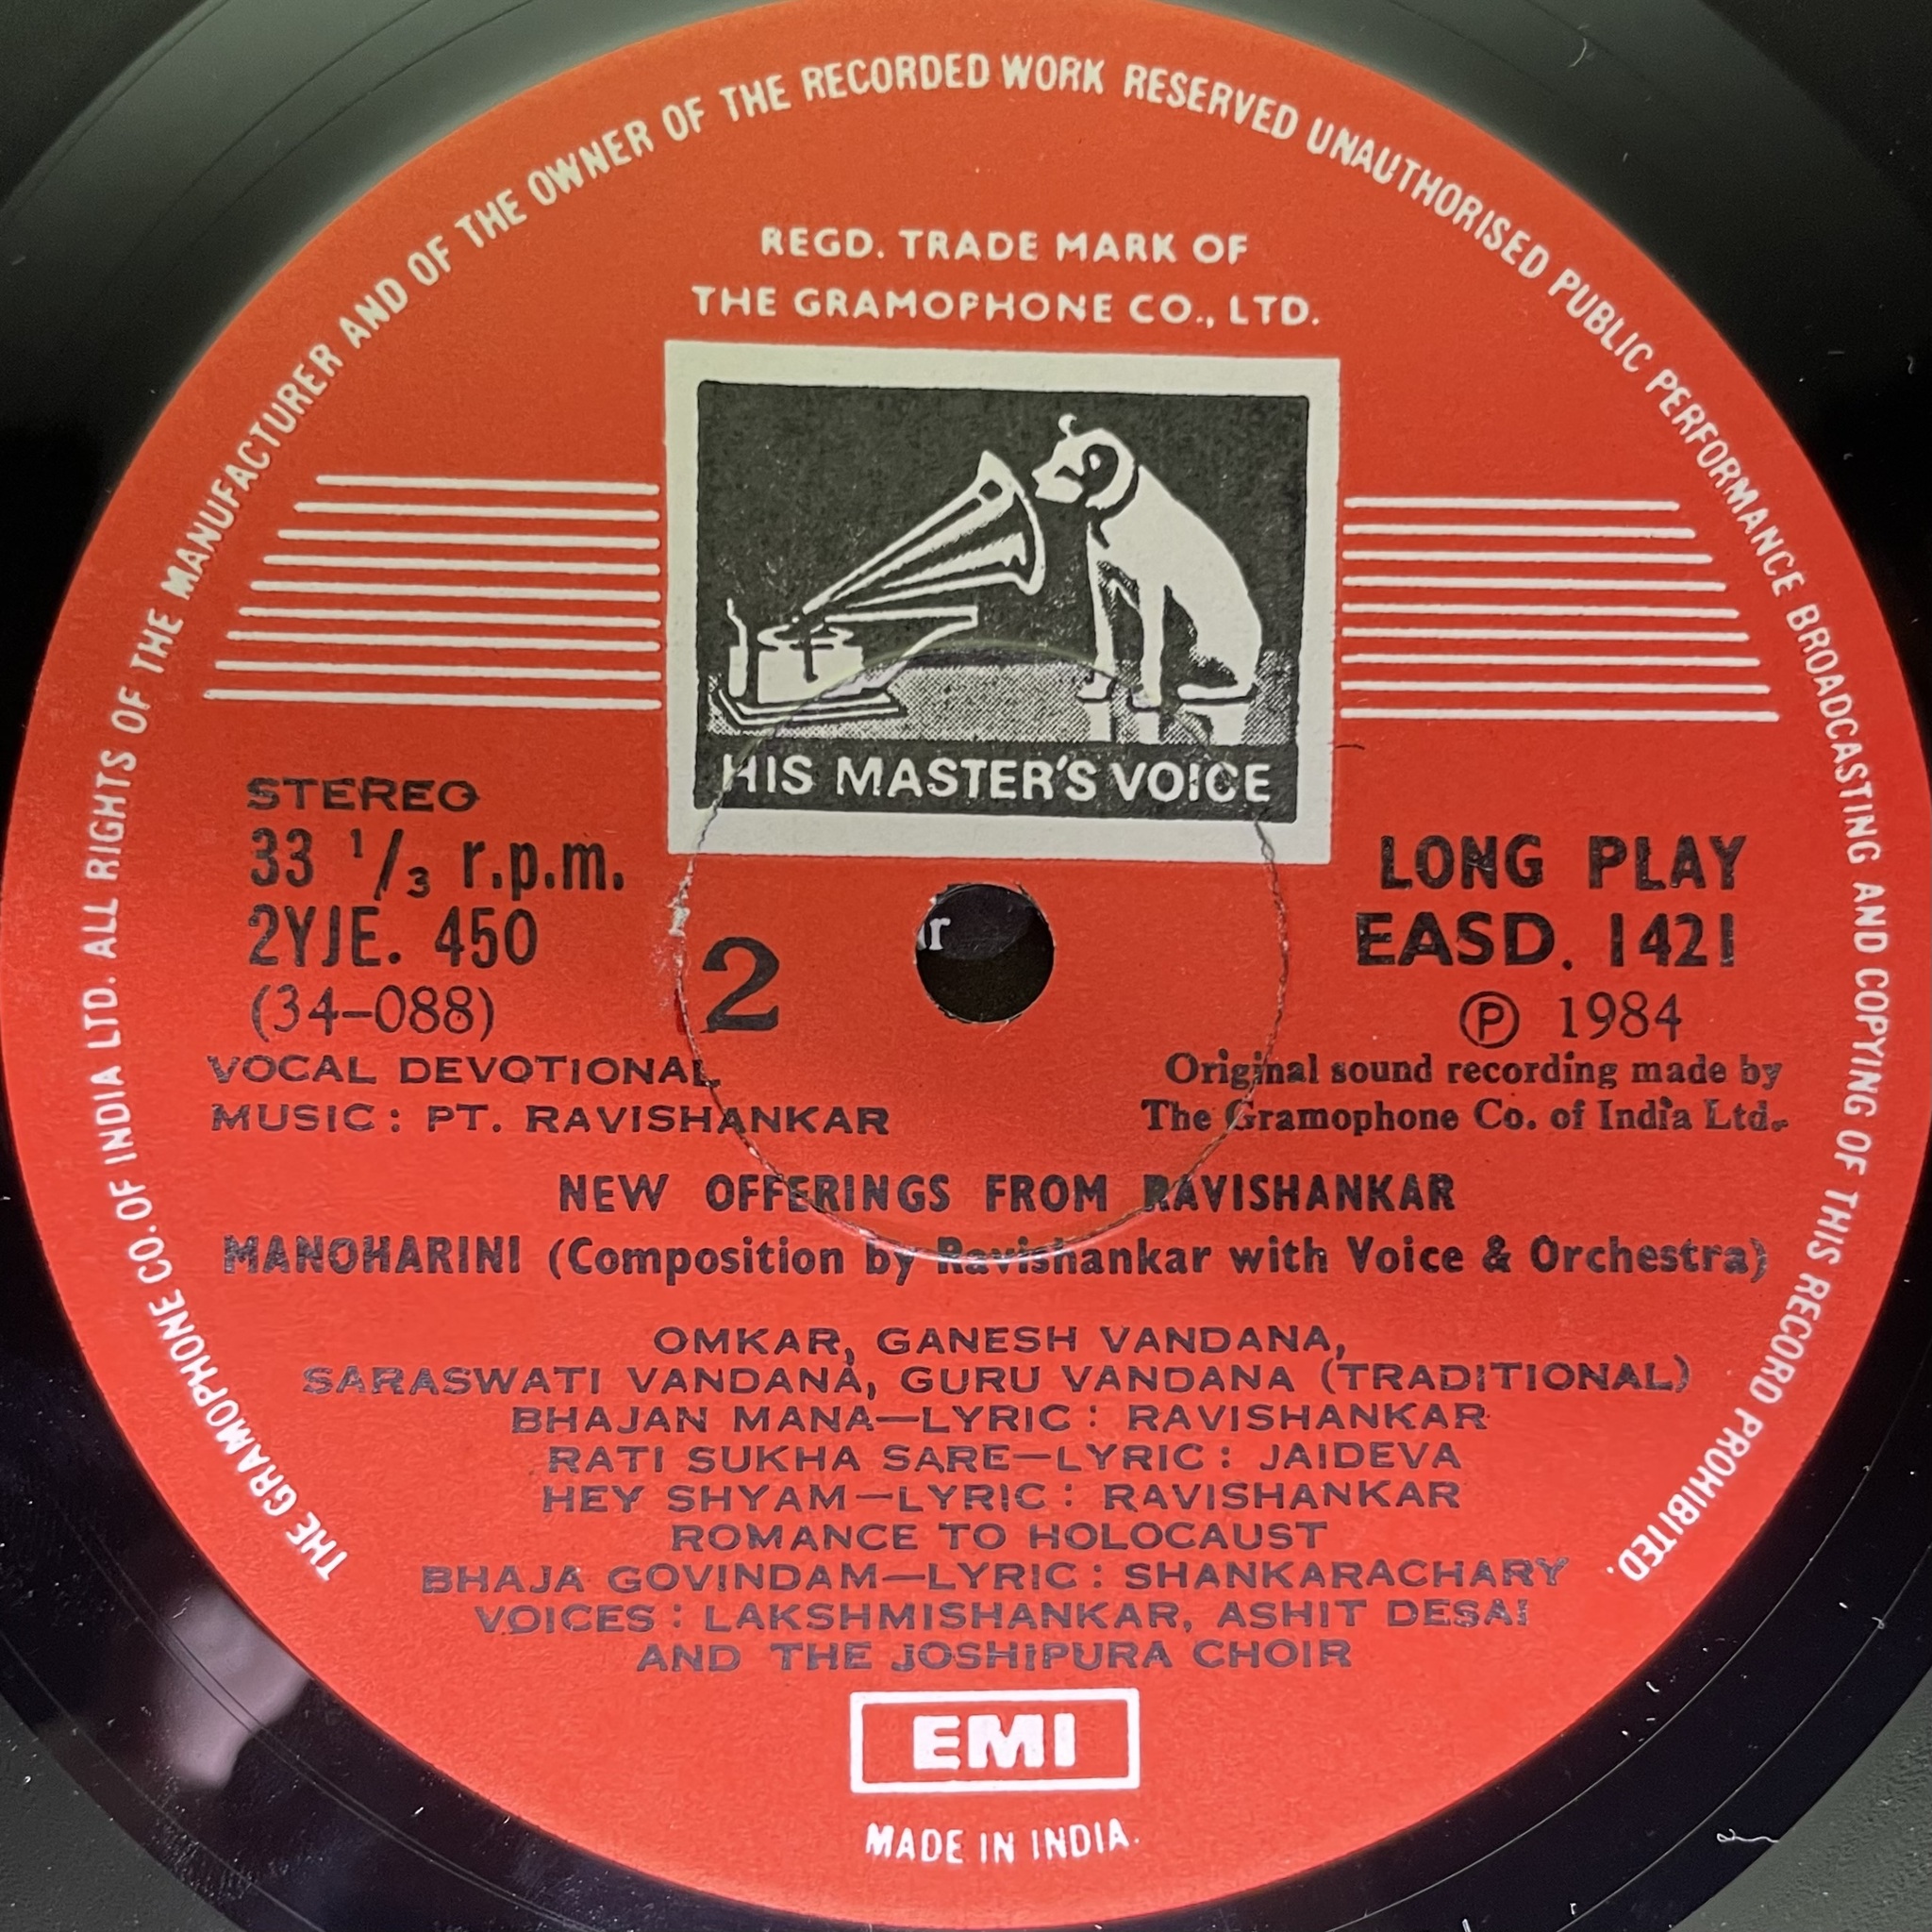 THE GRAMOPHONE CO. OF INDIA LTD. ALL RIGHTS OF THE MANUFACTURER AND OF THE OWNER OF THE RECORDED WORK RESERVED UNAUTHORISED PUBLIC PERFORMANCE BROADCASTING AND COPYING OF THIS RECORD PROHIBITED.
REGD. TRADE MARK OF
THE GRAMOPHONE CO., LTD.
HIS MASTER'S VOICE
STEREO
33 1/3 r.p.m.
2YJE. 450
(34-088)
2
LONG PLAY
EASD. 1421
℗ 1984
VOCAL DEVOTIONAL
MUSIC : PT. RAVISHANKAR
Original sound recording made by
The Gramophone Co. of India Ltd.
NEW OFFERINGS FROM RAVISHANKAR
MANOHARINI (Composition by Ravishankar with Voice & Orchestra)
OMKAR, GANESH VANDANA,
SARASWATI VANDANA, GURU VANDANA (TRADITIONAL)
BHAJAN MANA—LYRIC : RAVISHANKAR
RATI SUKHA SARE—LYRIC : JAIDEVA
HEY SHYAM—LYRIC : RAVISHANKAR
ROMANCE TO HOLOCAUST
BHAJA GOVINDAM—LYRIC : SHANKARACHARY
VOICES : LAKSHMISHANKAR, ASHIT DESAI
AND THE JOSHIPURA CHOIR
EMI
MADE IN INDIA.